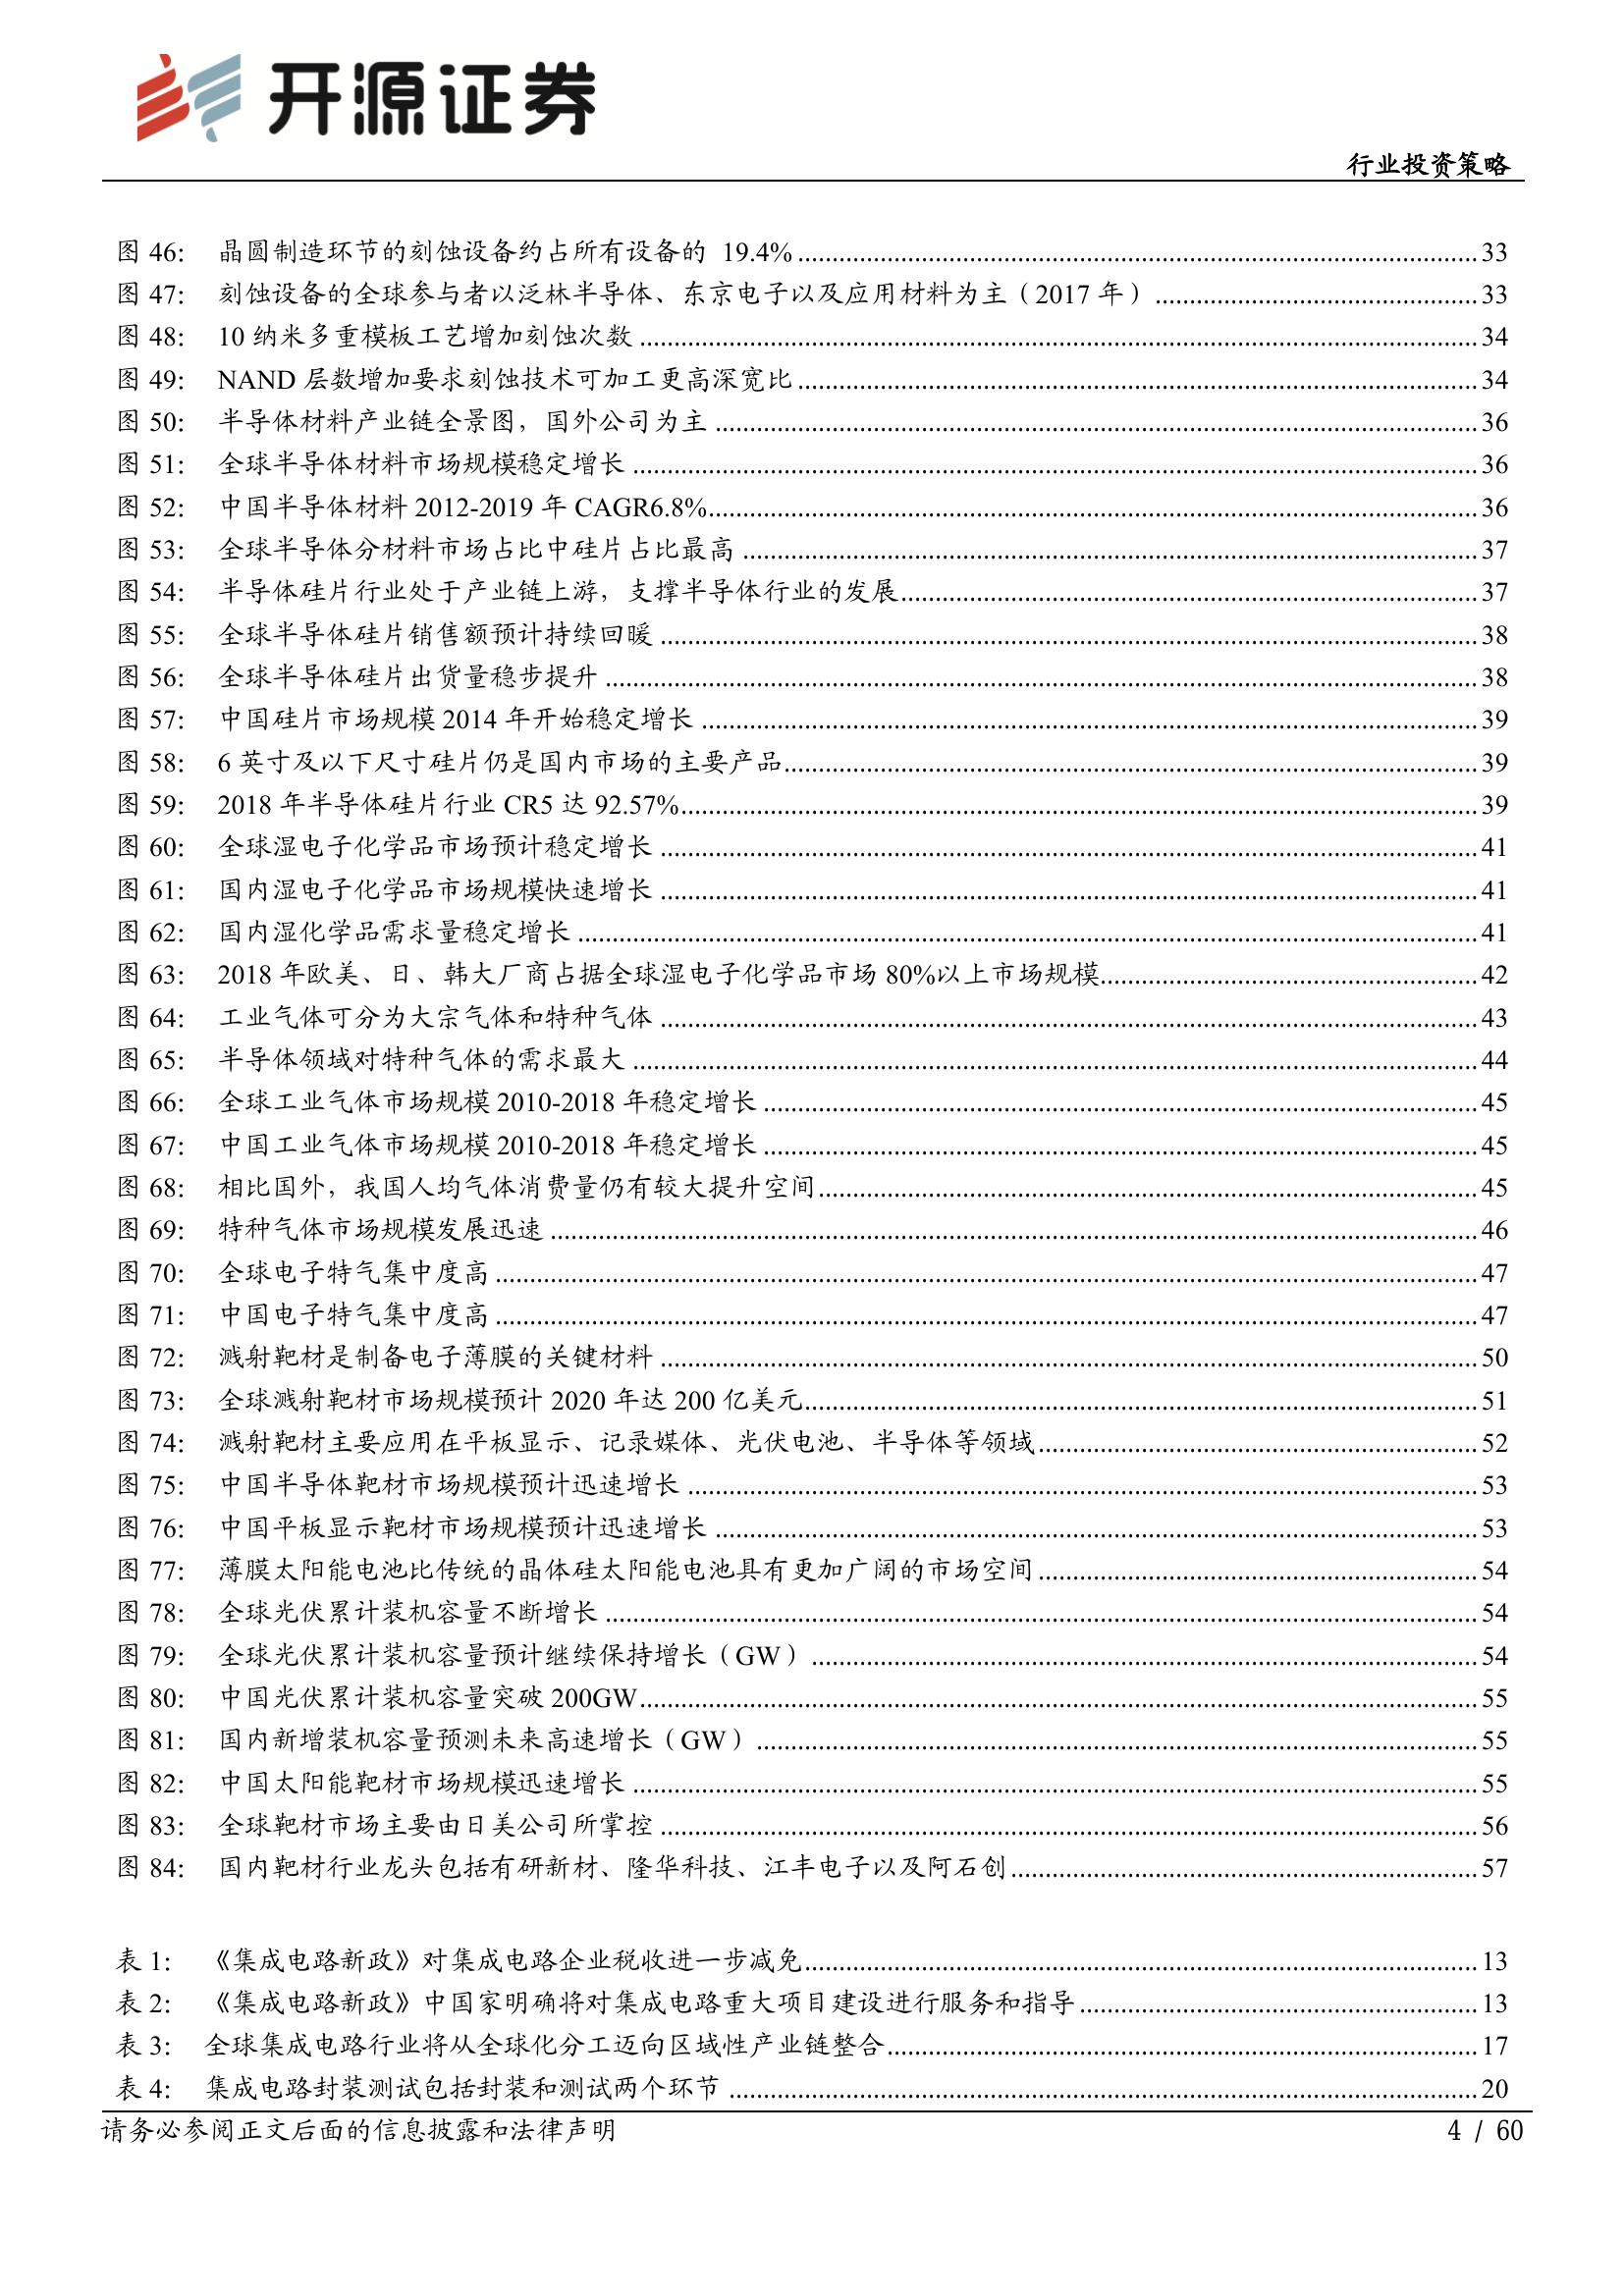 开源证券
行业投资策略
图 46： 晶圆制造环节的刻蚀设备约占所有设备的 19.4%........33
图 47： 刻蚀设备的全球参与者以泛林半导体、东京电子以及应用材料为主（2017 年）........33
图 48： 10 纳米多重模板工艺增加刻蚀次数........34
图 49： NAND 层数增加要求刻蚀技术可加工更高深宽比........34
图 50： 半导体材料产业链全景图，国外公司为主........36
图 51： 全球半导体材料市场规模稳定增长........36
图 52： 中国半导体材料 2012-2019 年 CAGR6.8%........36
图 53： 全球半导体分材料市场占比中硅片占比最高........37
图 54： 半导体硅片行业处于产业链上游，支撑半导体行业的发展........37
图 55： 全球半导体硅片销售额预计持续回暖........38
图 56： 全球半导体硅片出货量稳步提升........38
图 57： 中国硅片市场规模 2014 年开始稳定增长........39
图 58： 6 英寸及以下尺寸硅片仍是国内市场的主要产品........39
图 59： 2018 年半导体硅片行业 CR5 达 92.57%........39
图 60： 全球湿电子化学品市场预计稳定增长........41
图 61： 国内湿电子化学品市场规模快速增长........41
图 62： 国内湿化学品需求量稳定增长........41
图 63： 2018 年欧美、日、韩大厂商占据全球湿电子化学品市场 80%以上市场规模........42
图 64： 工业气体可分为大宗气体和特种气体........43
图 65： 半导体领域对特种气体的需求最大........44
图 66： 全球工业气体市场规模 2010-2018 年稳定增长........45
图 67： 中国工业气体市场规模 2010-2018 年稳定增长........45
图 68： 相比国外，我国人均气体消费量仍有较大提升空间........45
图 69： 特种气体市场规模发展迅速........46
图 70： 全球电子特气集中度高........47
图 71： 中国电子特气集中度高........47
图 72： 溅射靶材是制备电子薄膜的关键材料........50
图 73： 全球溅射靶材市场规模预计 2020 年达 200 亿美元........51
图 74： 溅射靶材主要应用在平板显示、记录媒体、光伏电池、半导体等领域........52
图 75： 中国半导体靶材市场规模预计迅速增长........53
图 76： 中国平板显示靶材市场规模预计迅速增长........53
图 77： 薄膜太阳能电池比传统的晶体硅太阳能电池具有更加广阔的市场空间........54
图 78： 全球光伏累计装机容量不断增长........54
图 79： 全球光伏累计装机容量预计继续保持增长（GW）........54
图 80： 中国光伏累计装机容量突破 200GW........55
图 81： 国内新增装机容量预测未来高速增长（GW）........55
图 82： 中国太阳能靶材市场规模迅速增长........55
图 83： 全球靶材市场主要由日美公司所掌控........56
图 84： 国内靶材行业龙头包括有研新材、隆华科技、江丰电子以及阿石创........57
表 1： 《集成电路新政》对集成电路企业税收进一步减免........13
表 2： 《集成电路新政》中国家明确将对集成电路重大项目建设进行服务和指导........13
表 3： 全球集成电路行业将从全球化分工迈向区域性产业链整合........17
表 4： 集成电路封装测试包括封装和测试两个环节........20
请务必参阅正文后面的信息披露和法律声明
4 / 60